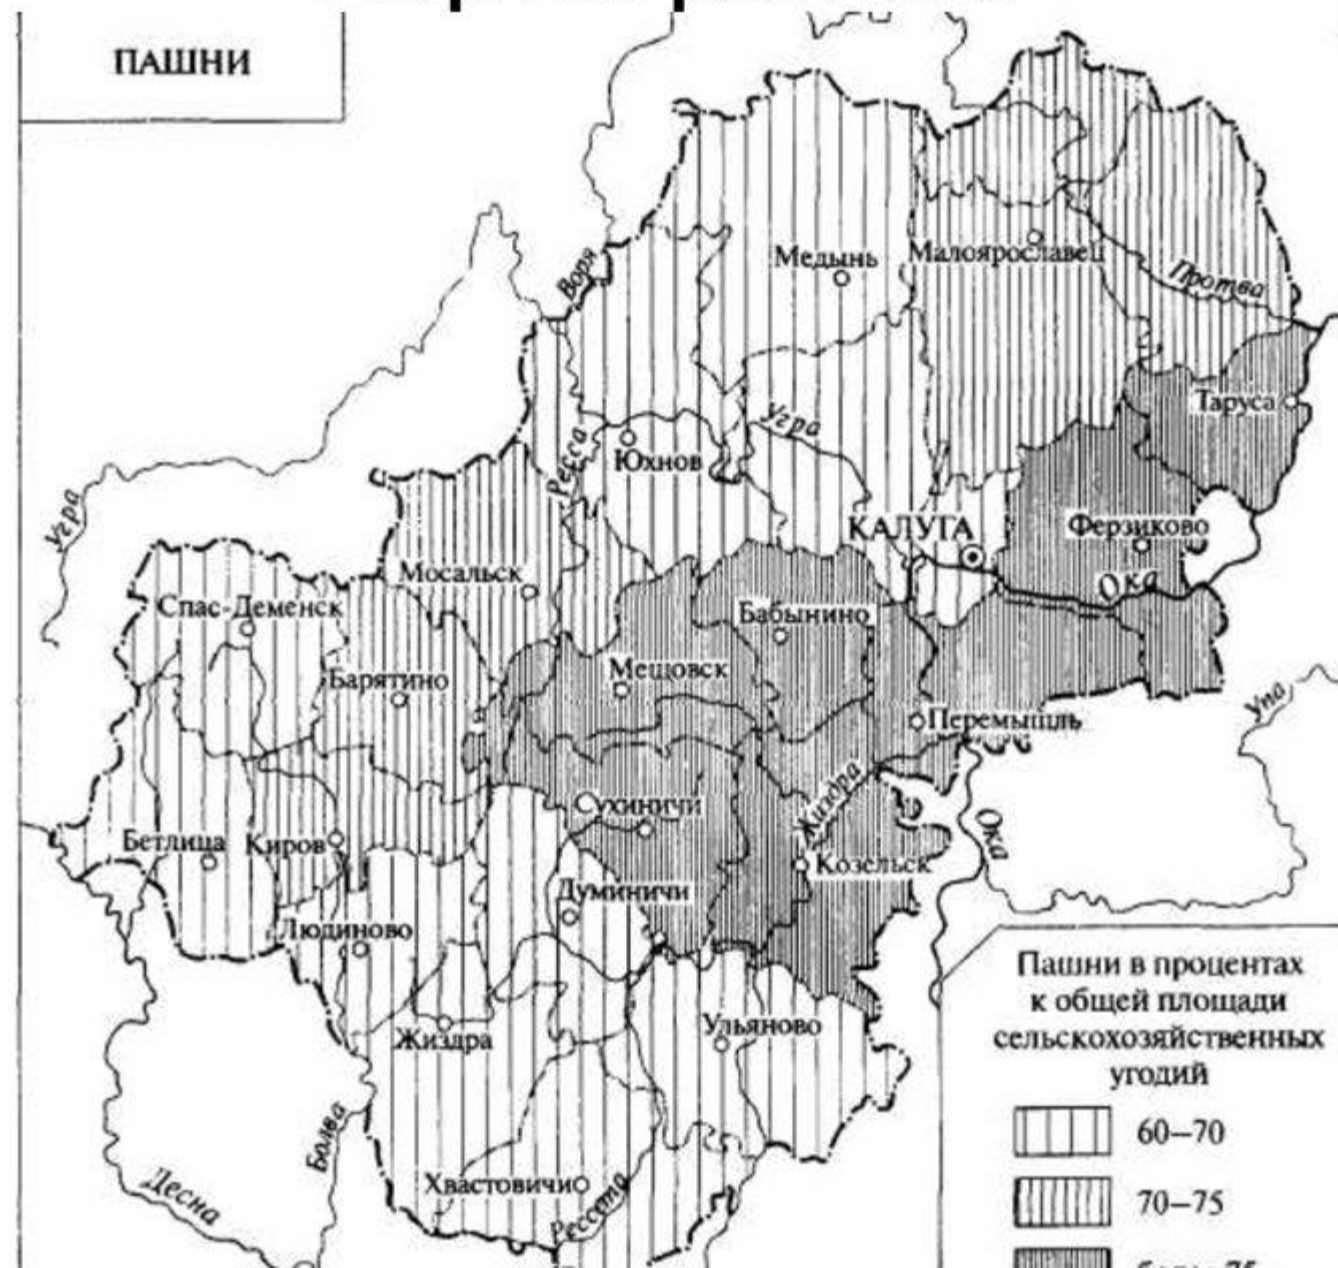 ПАШНИ
Медынь
Малоярославец
Воря
Протва
Таруса
Угра
Юхнов
Ресса
Угра
КАЛУГА
Ферзиково
Ока
Мосальск
Спас-Деменск
Бабынино
Мещовск
Барятино
Перемышль
Упа
Сухиничи
Жиздра
Ока
Бетлица
Киров
Козельск
Думиничи
Людиново
Ульяново
Жиздра
Болва
Десна
Хвастовичи
Рессета
Пашни в процентах
к общей площади
сельскохозяйственных
угодий
60–70
70–75